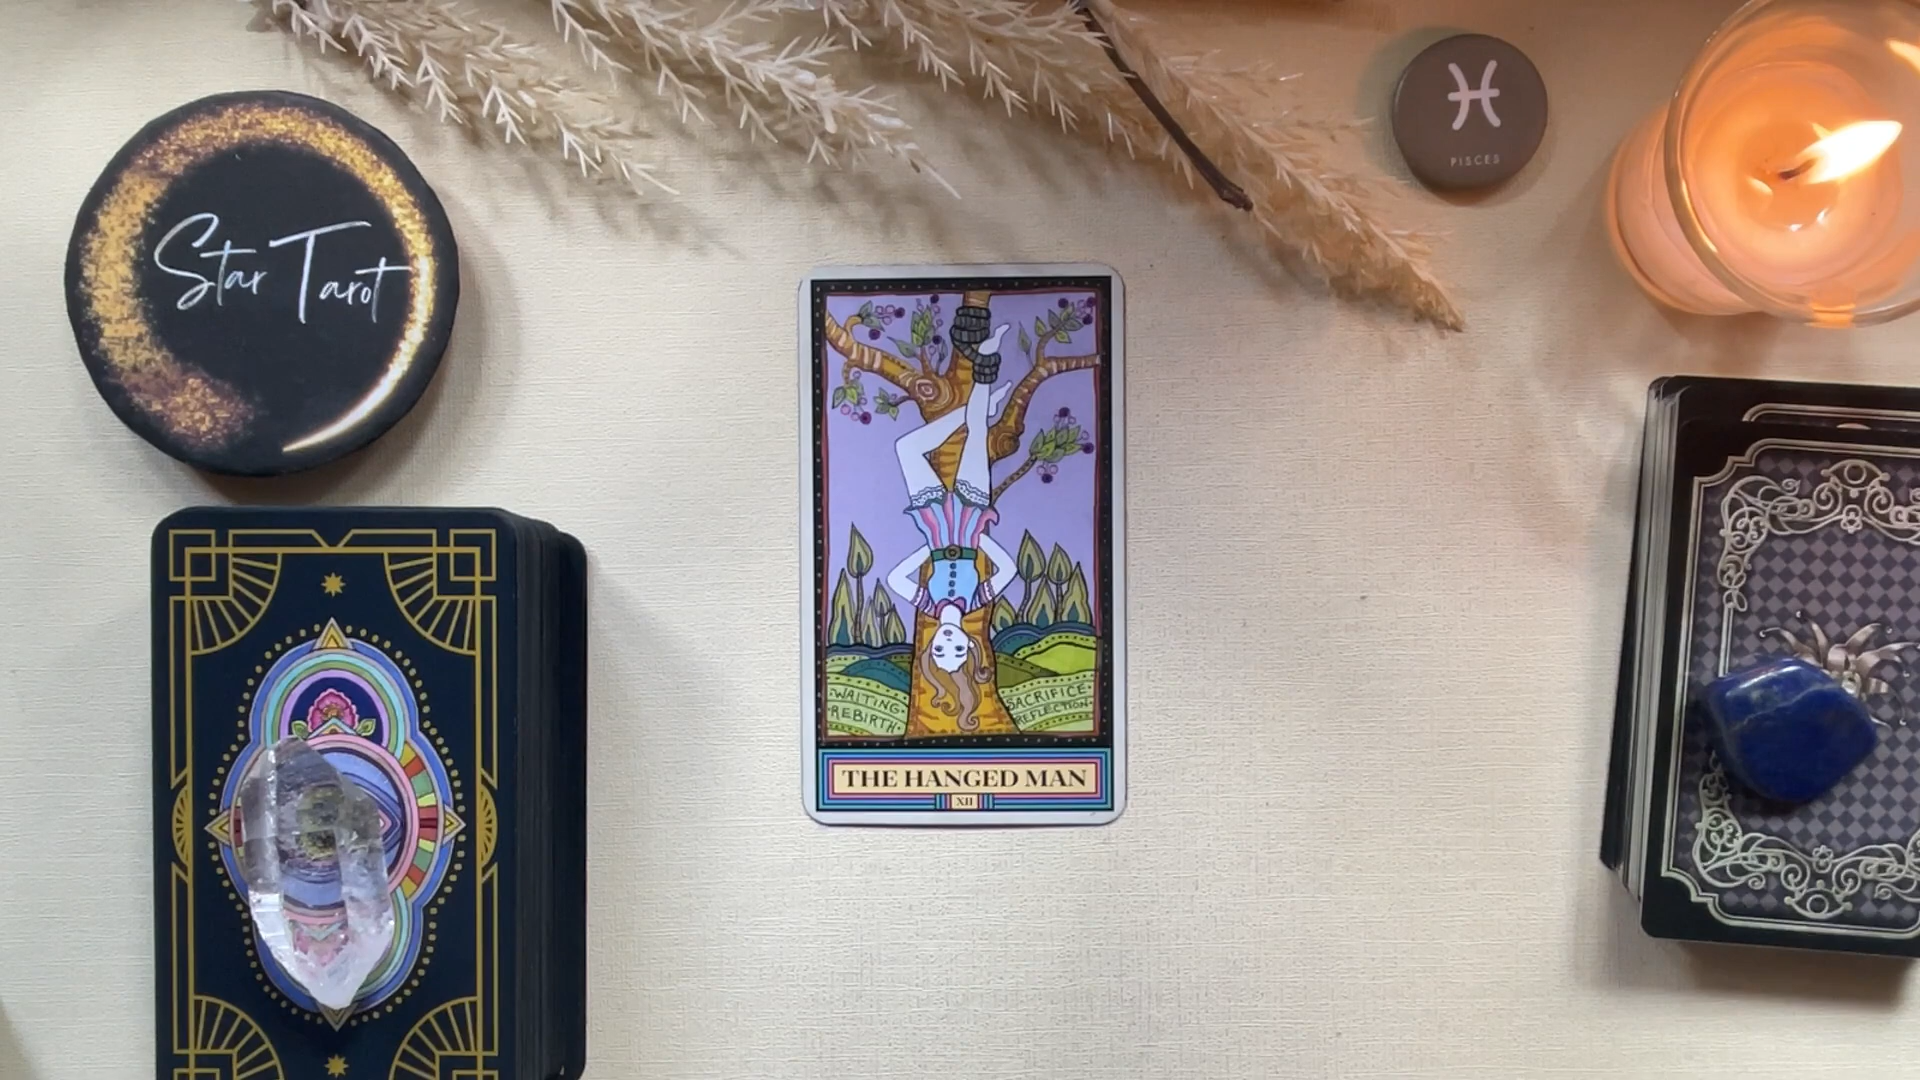 Star Tarot
PISCES
WAITING
REBIRTH
SACRIFICE
REFLECTION
THE HANGED MAN
XII